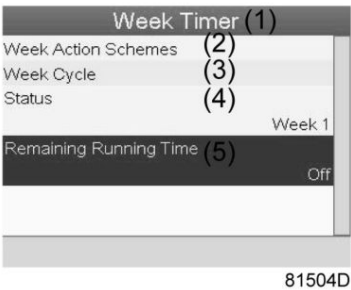 Week Timer (1)
Week Action Schemes (2)
Week Cycle (3)
Status (4)
Week 1
Remaining Running Time (5)
Off
81504D